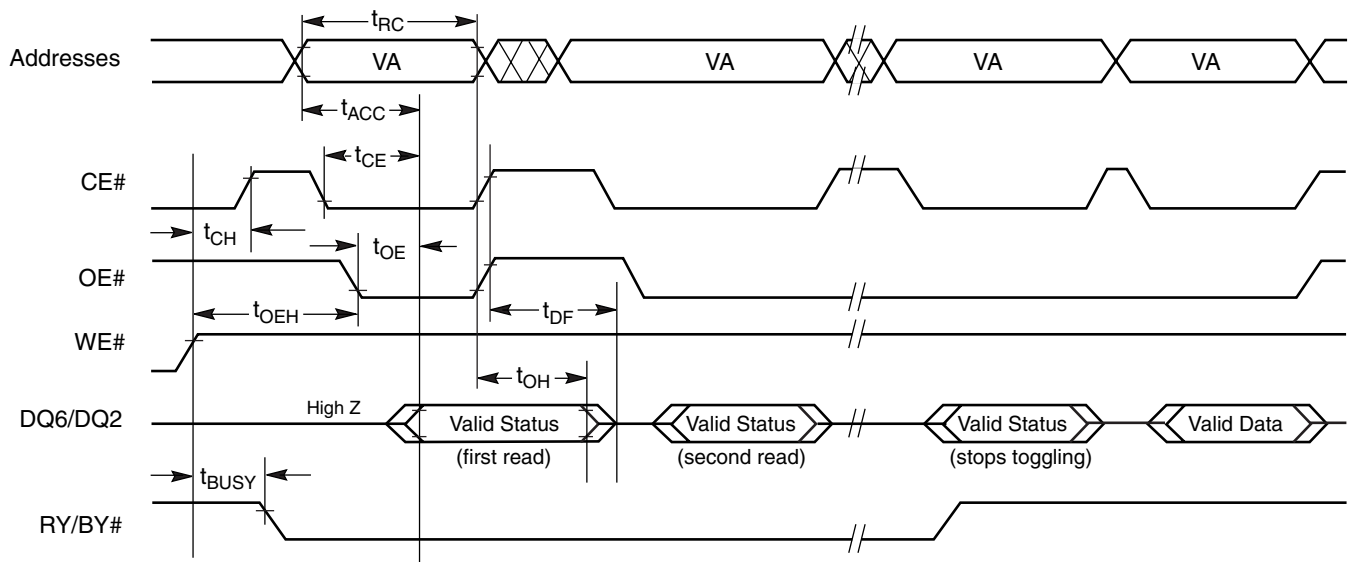 tRC
Addresses VA VA VA VA
tACC
tCE
CE#
tCH tOE
OE#
tOEH tDF
WE#
tOH
High Z
DQ6/DQ2 Valid Status Valid Status Valid Status Valid Data
(first read) (second read) (stops toggling)
tBUSY
RY/BY#